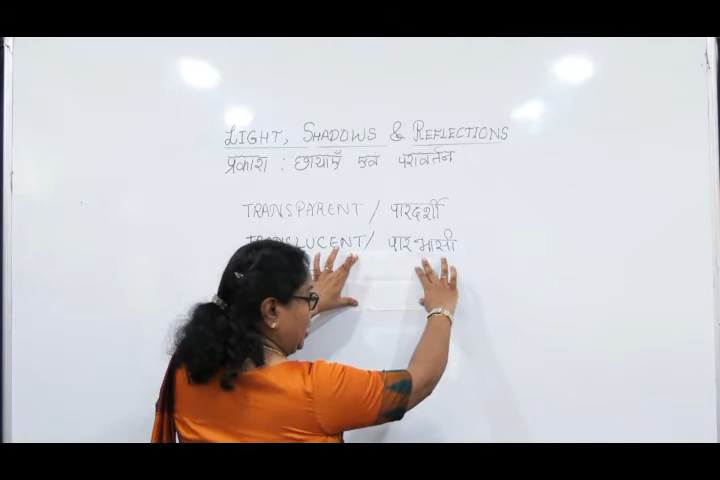 LIGHT, SHADOWS & REFLECTIONS
प्रकाश : छायाएँ एवं परावर्तन
TRANSPARENT / पारदर्शी
TRANSLUCENT / पारभासी